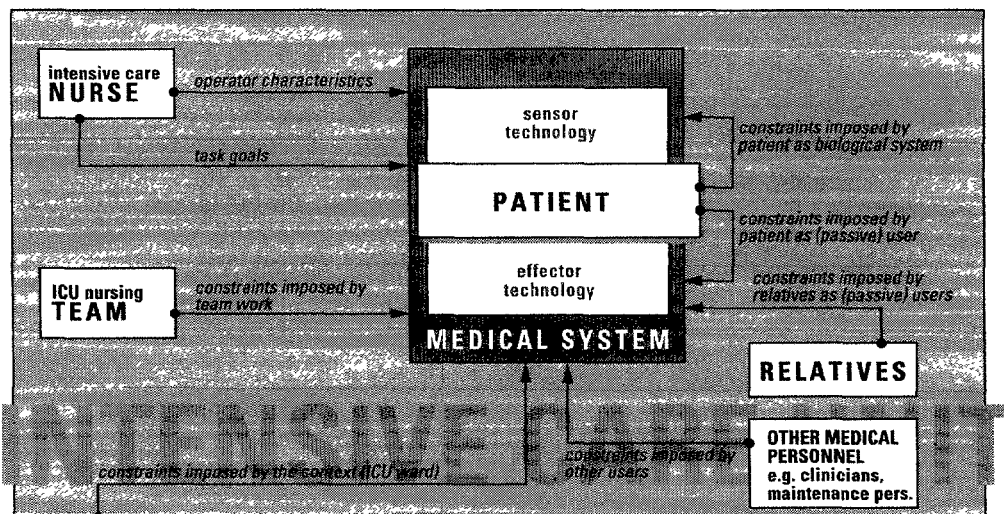 intensive care
NURSE
operator characteristics
task goals
sensor
technology
constraints imposed by
patient as biological system
PATIENT
constraints imposed by
patient as (passive) user
ICU nursing
TEAM
constraints imposed by
team work
effector
technology
constraints imposed by
relatives as (passive) users
MEDICAL SYSTEM
RELATIVES
INTENSIVE CARE UNIT
OTHER MEDICAL
PERSONNEL
e.g. clinicians,
maintenance pers.
constraints imposed by
other users
constraints imposed by the context (ICU ward)